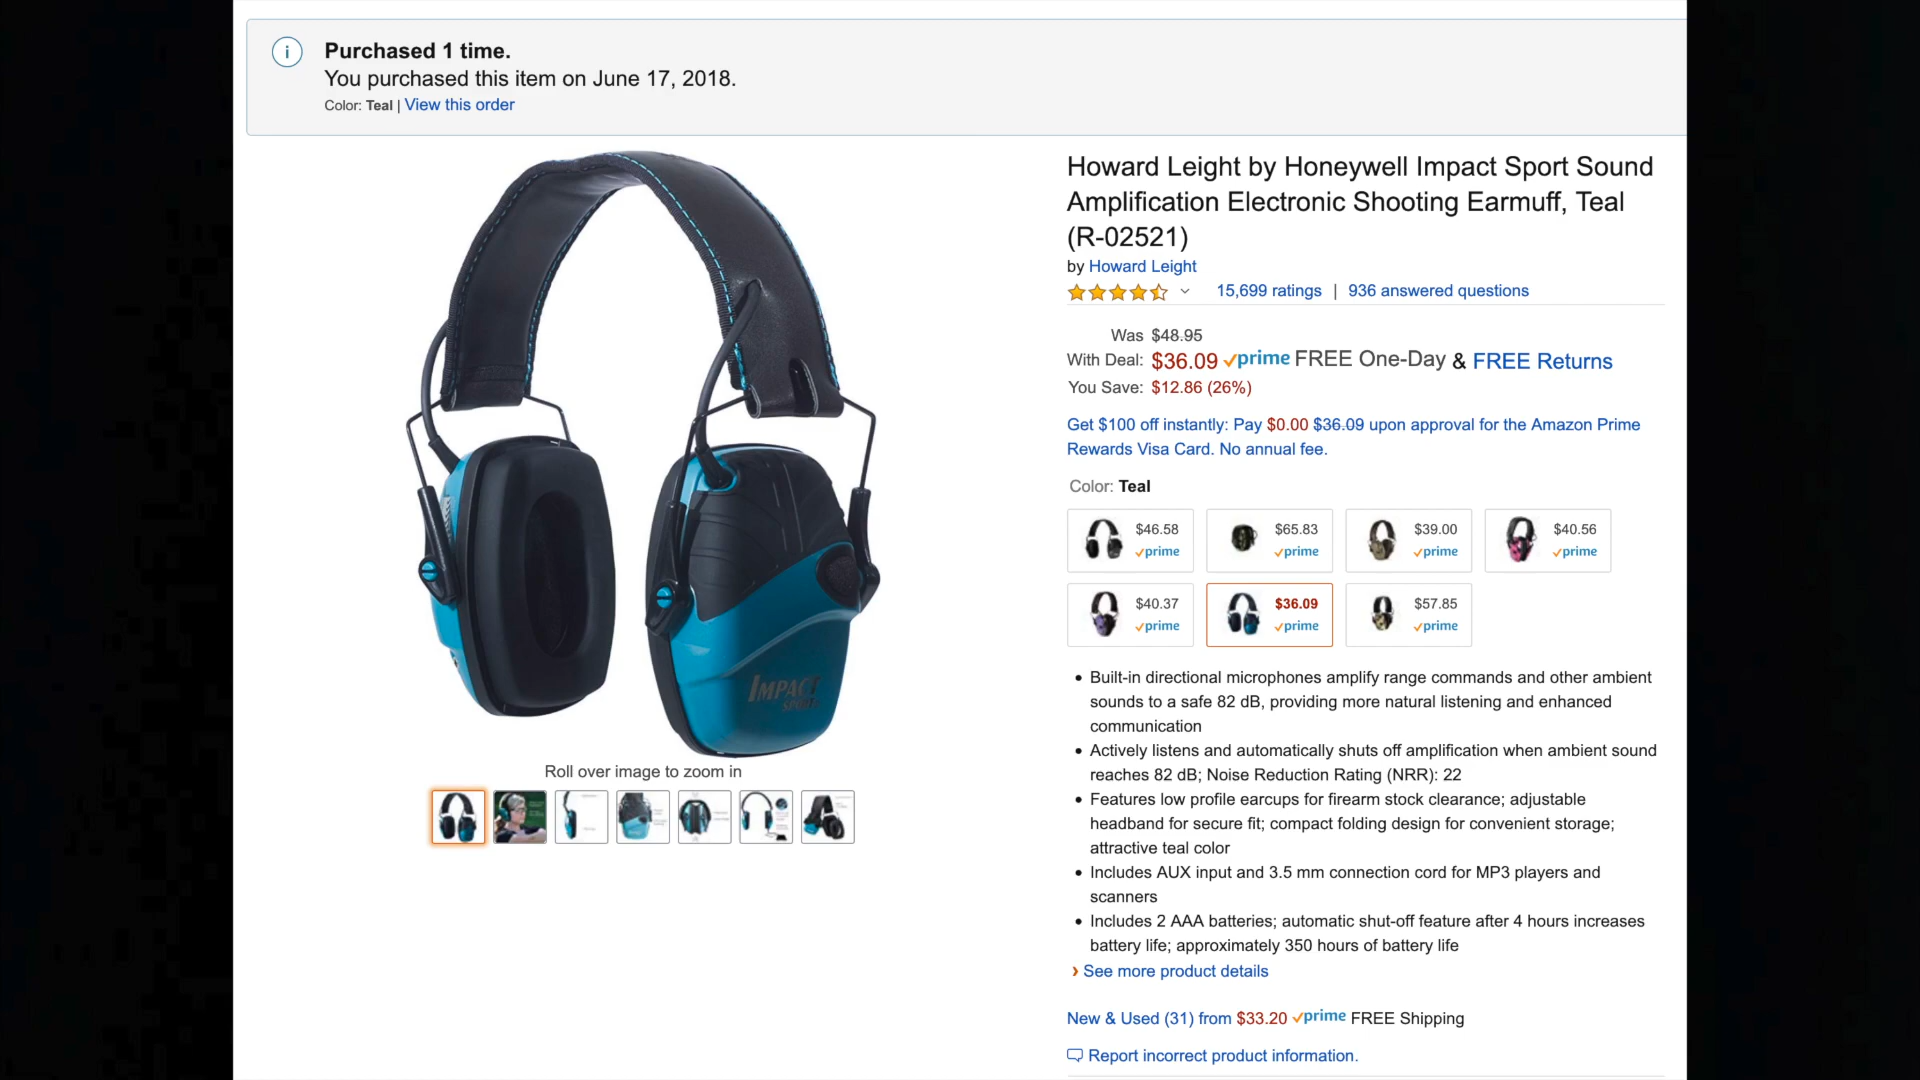 Purchased 1 time.
You purchased this item on June 17, 2018.
Color: Teal | View this order
Howard Leight by Honeywell Impact Sport Sound
Amplification Electronic Shooting Earmuff, Teal
(R-02521)
by Howard Leight
15,699 ratings | 936 answered questions
Was $48.95
With Deal: $36.09 prime FREE One-Day & FREE Returns
You Save: $12.86 (26%)
Get $100 off instantly: Pay $0.00 $36.09 upon approval for the Amazon Prime
Rewards Visa Card. No annual fee.
Color: Teal
$46.58 $65.83 $39.00 $40.56
prime prime prime prime
$40.37 $36.09 $57.85
prime prime prime
IMPACT
SPORT
Roll over image to zoom in
• Built-in directional microphones amplify range commands and other ambient
sounds to a safe 82 dB, providing more natural listening and enhanced
communication
• Actively listens and automatically shuts off amplification when ambient sound
reaches 82 dB; Noise Reduction Rating (NRR): 22
• Features low profile earcups for firearm stock clearance; adjustable
headband for secure fit; compact folding design for convenient storage;
attractive teal color
• Includes AUX input and 3.5 mm connection cord for MP3 players and
scanners
• Includes 2 AAA batteries; automatic shut-off feature after 4 hours increases
battery life; approximately 350 hours of battery life
› See more product details
New & Used (31) from $33.20 prime FREE Shipping
Report incorrect product information.